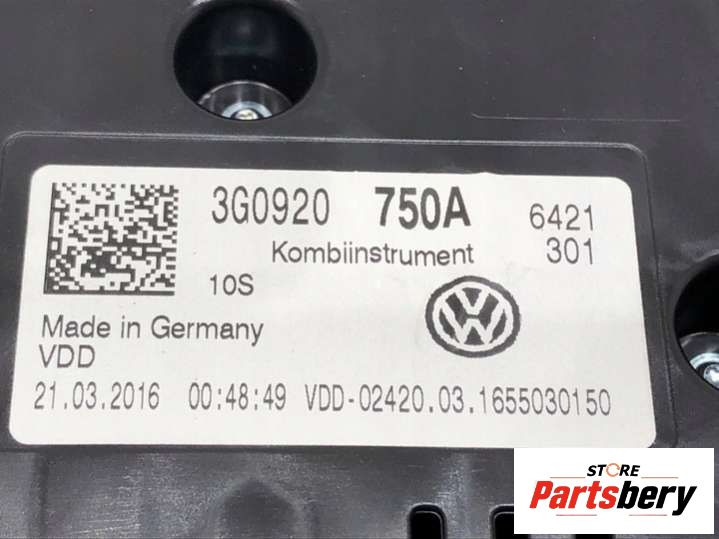 3G0920 750A 6421
Kombiinstrument 301
10S
Made in Germany
VDD
21.03.2016 00:48:49 VDD-02420.03.1655030150
STORE
Partsbery